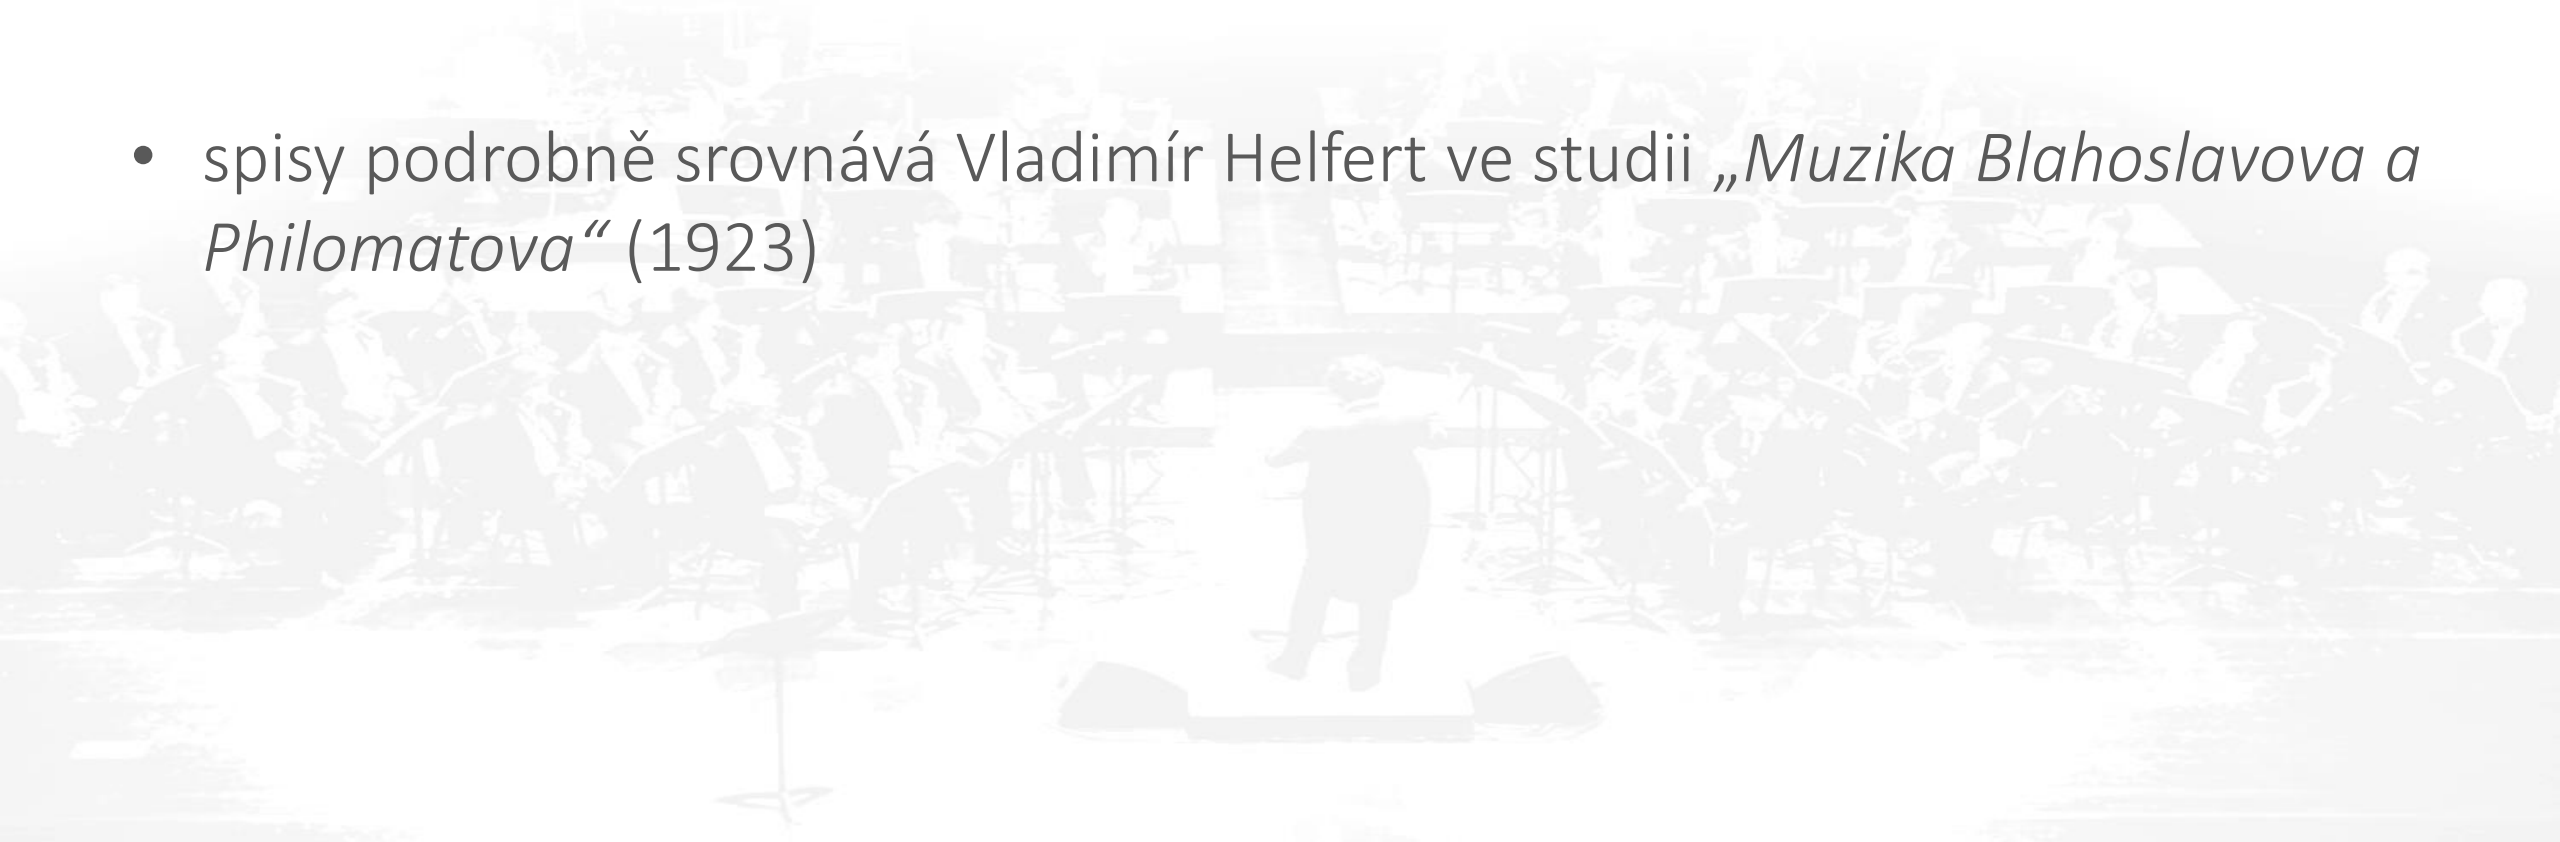 • spisy podrobně srovnává Vladimír Helfert ve studii „Muzika Blahoslavova a
Philomatova“ (1923)